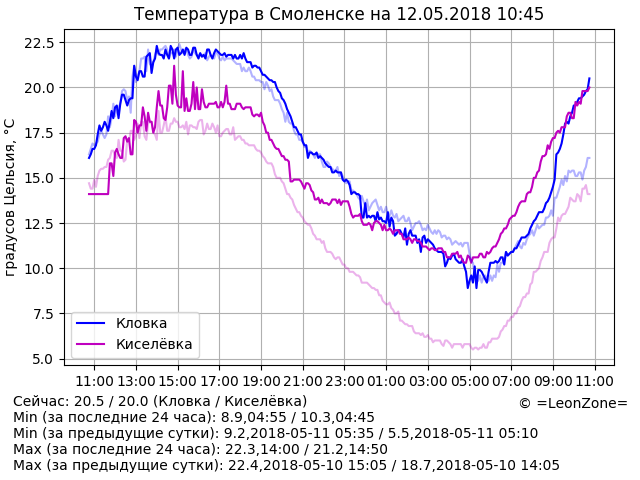 Температура в Смоленске на 12.05.2018 10:45
градусов Цельсия, °C
22.5
20.0
17.5
15.0
12.5
10.0
7.5
5.0
Кловка
Киселёвка
11:00 13:00 15:00 17:00 19:00 21:00 23:00 01:00 03:00 05:00 07:00 09:00 11:00
Сейчас: 20.5 / 20.0 (Кловка / Киселёвка)
© =LeonZone=
Min (за последние 24 часа): 8.9,04:55 / 10.3,04:45
Min (за предыдущие сутки): 9.2,2018-05-11 05:35 / 5.5,2018-05-11 05:10
Max (за последние 24 часа): 22.3,14:00 / 21.2,14:50
Max (за предыдущие сутки): 22.4,2018-05-10 15:05 / 18.7,2018-05-10 14:05